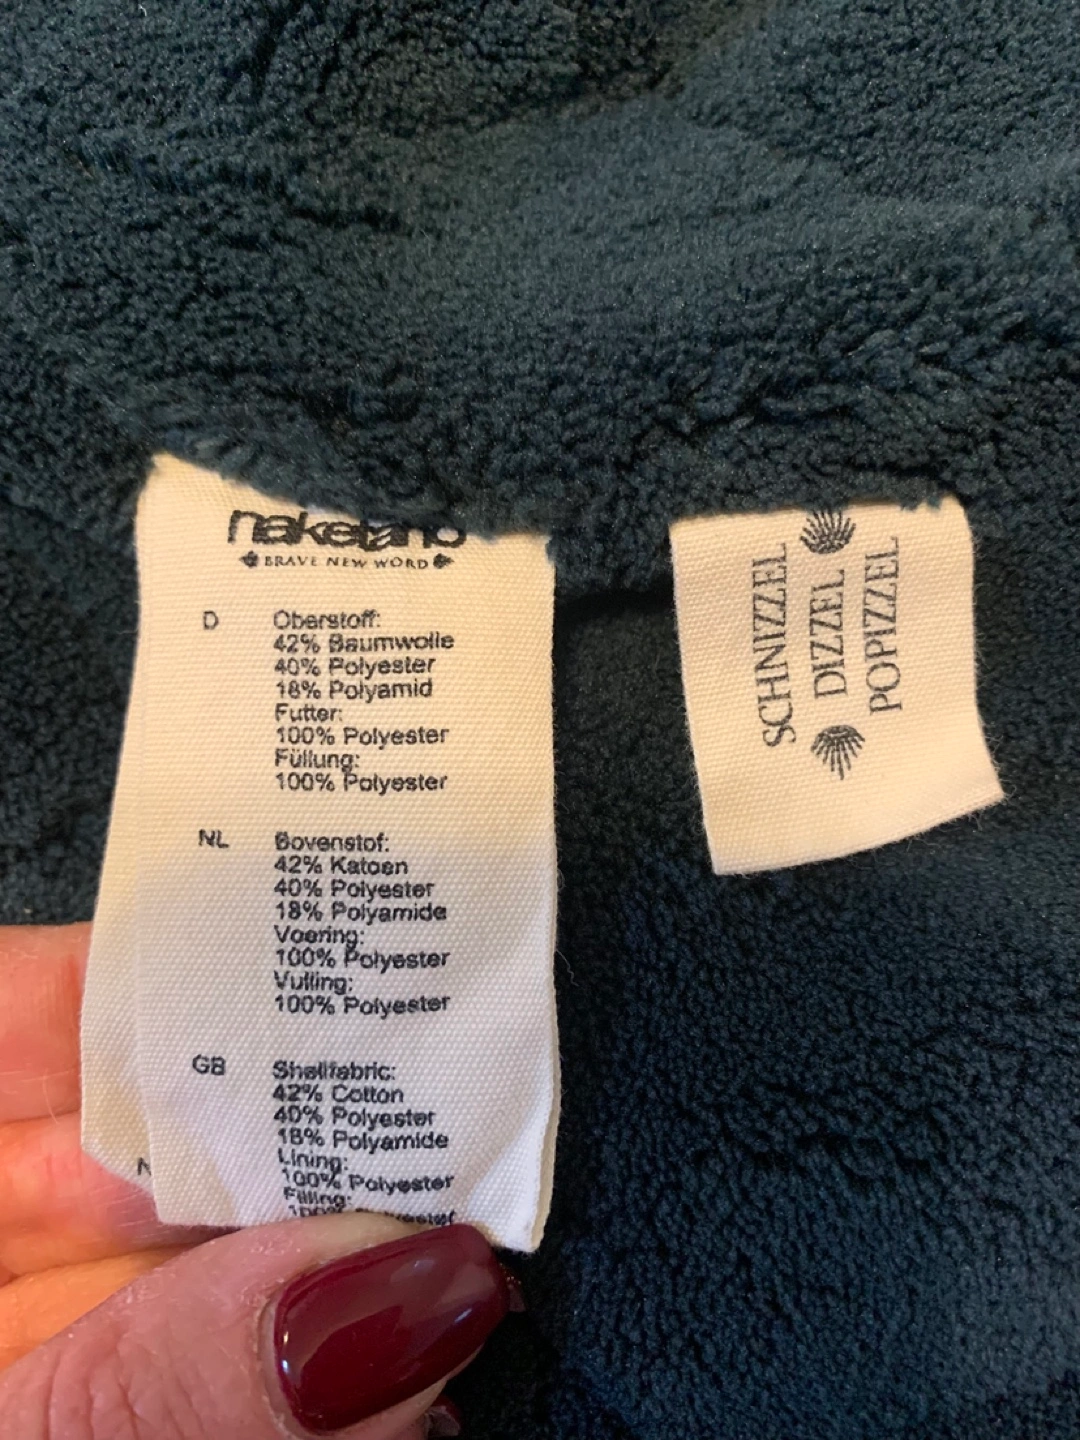 naketano
BRAVE NEW WORD
D
Oberstoff:
42% Baumwolle
40% Polyester
18% Polyamid
Futter:
100% Polyester
Füllung:
100% Polyester
NL
Bovenstof:
42% Katoen
40% Polyester
18% Polyamide
Voering:
100% Polyester
Vulling:
100% Polyester
GB
Shellfabric:
42% Cotton
40% Polyester
18% Polyamide
Lining:
100% Polyester
Filling:
100% Polyester
N
SCHNIZZEL
DIZZEL
POPIZZEL